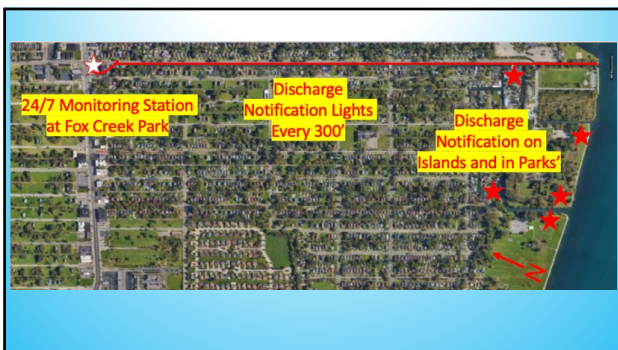 24/7 Monitoring Station
at Fox Creek Park
Discharge
Notification Lights
Every 300’
Discharge
Notification on
Islands and in Parks’
N